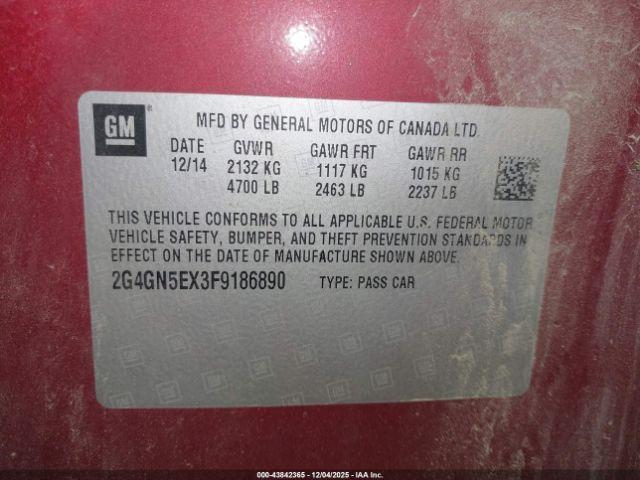 GM®
MFD BY GENERAL MOTORS OF CANADA LTD.
DATE GVWR GAWR FRT GAWR RR
12/14 2132 KG 1117 KG 1015 KG
4700 LB 2463 LB 2237 LB
THIS VEHICLE CONFORMS TO ALL APPLICABLE U.S. FEDERAL MOTOR
VEHICLE SAFETY, BUMPER, AND THEFT PREVENTION STANDARDS IN
EFFECT ON THE DATE OF MANUFACTURE SHOWN ABOVE.
2G4GN5EX3F9186890 TYPE: PASS CAR
000-43842365 - 12/04/2025 - IAA Inc.